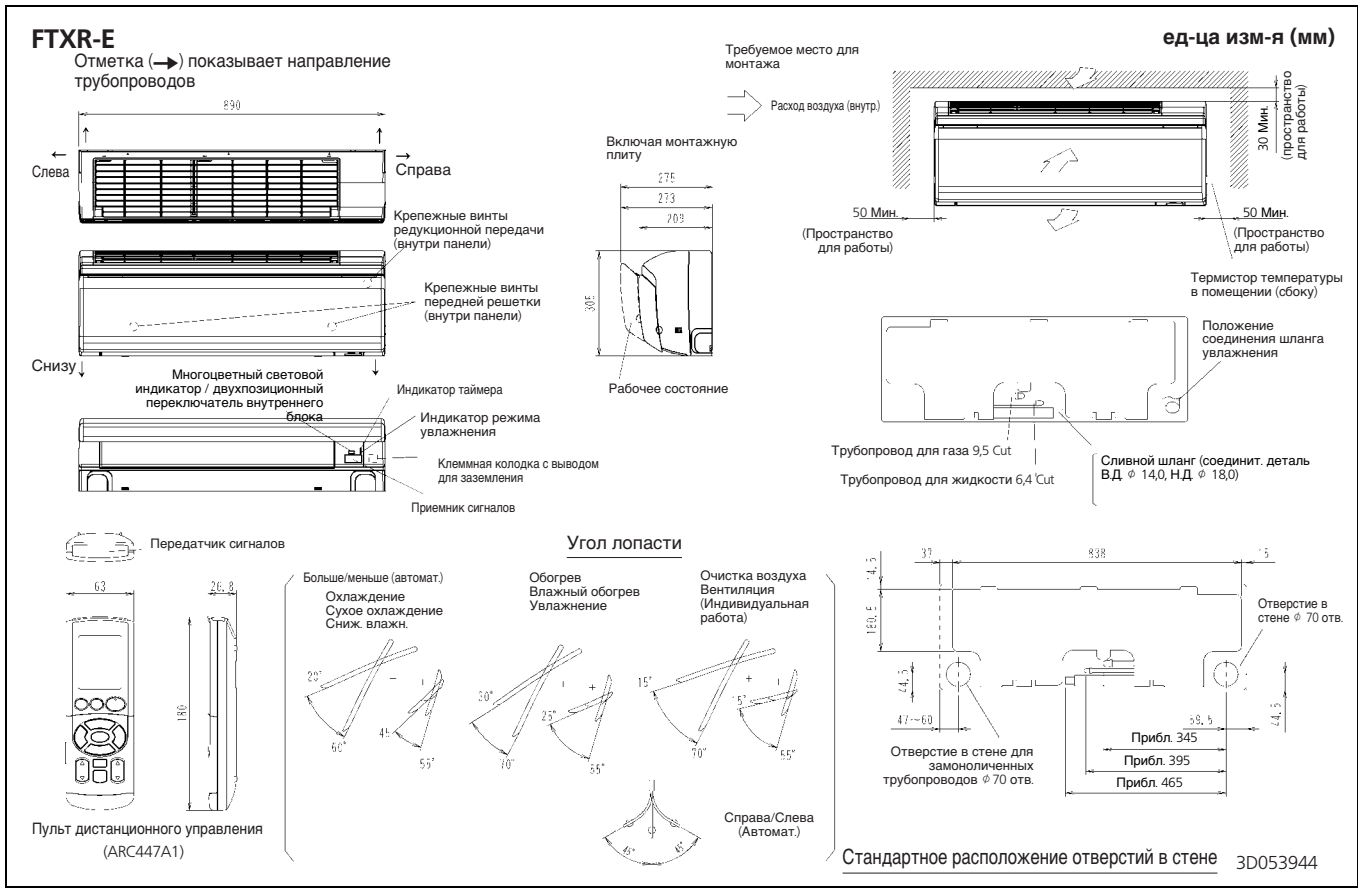 FTXR-E
ед-ца изм-я (мм)
Отметка (→) показывает направление
трубопроводов
890
Слева
Справа
Крепежные винты
редукционной передачи
(внутри панели)
Крепежные винты
передней решетки
(внутри панели)
Снизу
Многоцветный световой
индикатор / двухпозиционный
переключатель внутреннего
блока
Индикатор таймера
Индикатор режима
увлажнения
Клеммная колодка с выводом
для заземления
Приемник сигналов
Требуемое место для
монтажа
Расход воздуха (внутр.)
Включая монтажную
плиту
275
273
209
305
Рабочее состояние
30 Мин.
(пространство
для работы)
50 Мин.
(Пространство
для работы)
50 Мин.
(Пространство
для работы)
Термистор температуры
в помещении (сбоку)
Положение
соединения шланга
увлажнения
Трубопровод для газа 9,5 Cut
Трубопровод для жидкости 6,4 Cut
Сливной шланг (соединит. деталь
В.Д. ϕ 14,0, Н.Д. ϕ 18,0)
Передатчик сигналов
63
26.8
180
Пульт дистанционного управления
(ARC447A1)
Угол лопасти
Больше/меньше (автомат.)
Охлаждение
Сухое охлаждение
Сниж. влажн.
Обогрев
Влажный обогрев
Увлажнение
Очистка воздуха
Вентиляция
(Индивидуальная
работа)
20°
60°
45
55°
30°
70°
25°
55°
15°
70°
15°
55°
45°
45°
Справа/Слева
(Автомат.)
37
838
15
180.5
44.5
47~60
59.5
44.5
Отверстие в
стене ϕ 70 отв.
Отверстие в стене для
замоноличенных
трубопроводов ϕ 70 отв.
Прибл. 345
Прибл. 395
Прибл. 465
Стандартное расположение отверстий в стене
3D053944